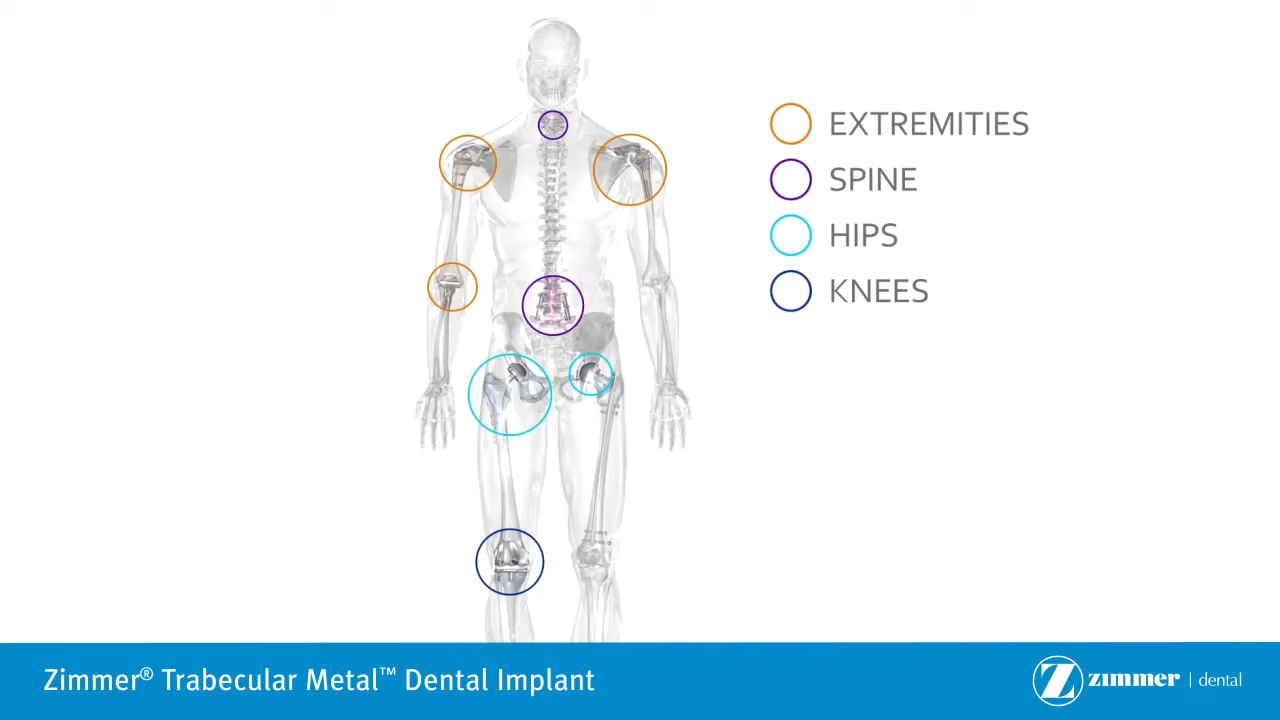 EXTREMITIES
SPINE
HIPS
KNEES
Zimmer® Trabecular Metal™ Dental Implant
Z zimmer | dental